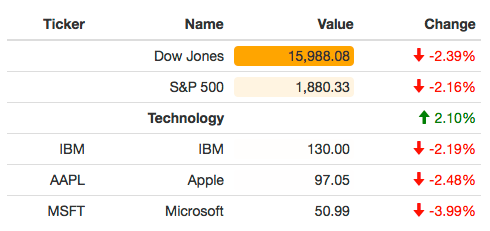 Ticker Name Value Change
Dow Jones 15,988.08 -2.39%
S&P 500 1,880.33 -2.16%
Technology 2.10%
IBM IBM 130.00 -2.19%
AAPL Apple 97.05 -2.48%
MSFT Microsoft 50.99 -3.99%